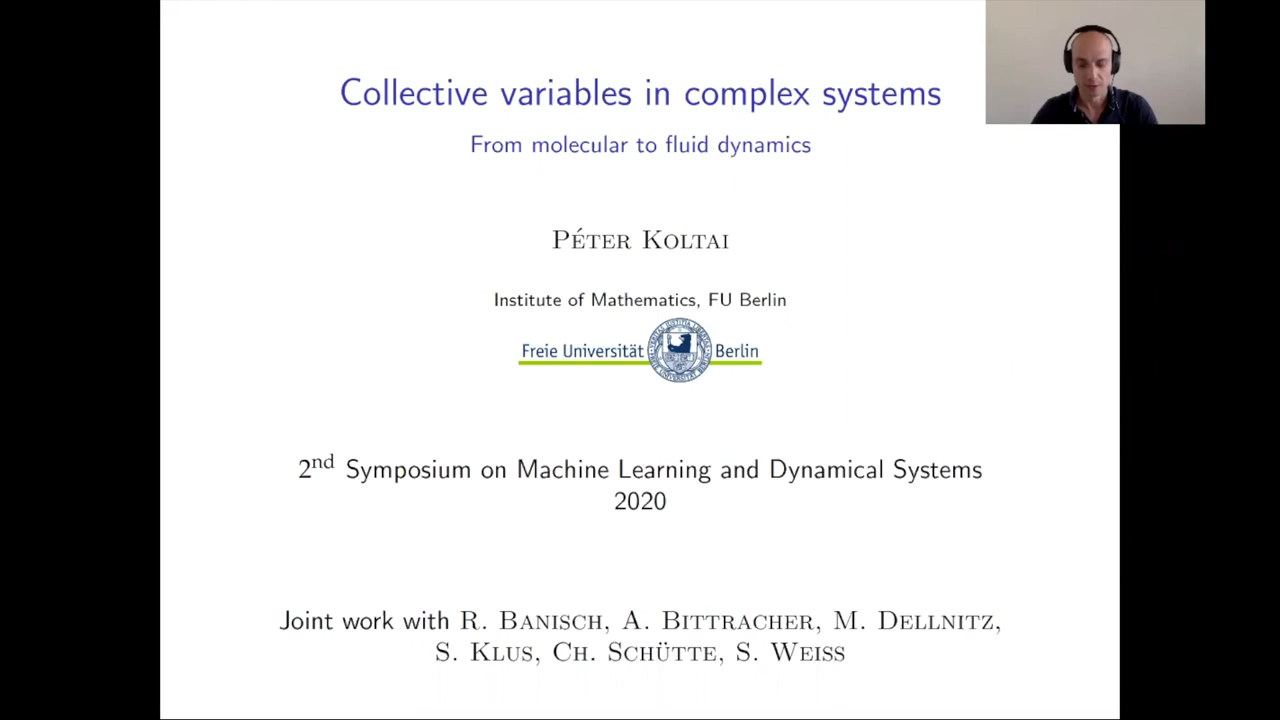 Collective variables in complex systems
From molecular to fluid dynamics
PÉTER KOLTAI
Institute of Mathematics, FU Berlin
Freie Universität Berlin
2nd Symposium on Machine Learning and Dynamical Systems
2020
Joint work with R. BANISCH, A. BITTRACHER, M. DELLNITZ,
S. KLUS, CH. SCHÜTTE, S. WEISS